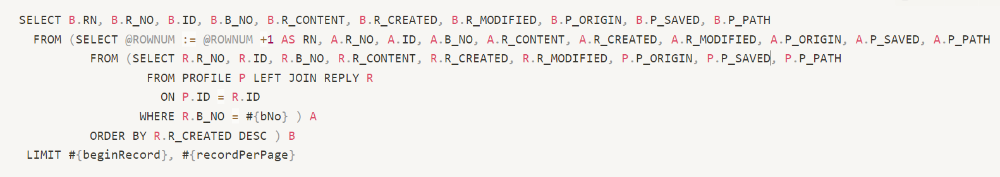 SELECT B.RN, B.R_NO, B.ID, B.B_NO, B.R_CONTENT, B.R_CREATED, B.R_MODIFIED, B.P_ORIGIN, B.P_SAVED, B.P_PATH
FROM (SELECT @ROWNUM := @ROWNUM +1 AS RN, A.R_NO, A.ID, A.B_NO, A.R_CONTENT, A.R_CREATED, A.R_MODIFIED, A.P_ORIGIN, A.P_SAVED, A.P_PATH
FROM (SELECT R.R_NO, R.ID, R.B_NO, R.R_CONTENT, R.R_CREATED, R.R_MODIFIED, P.P_ORIGIN, P.P_SAVED, P.P_PATH
FROM PROFILE P LEFT JOIN REPLY R
ON P.ID = R.ID
WHERE R.B_NO = #{bNo} ) A
ORDER BY R.R_CREATED DESC ) B
LIMIT #{beginRecord}, #{recordPerPage}